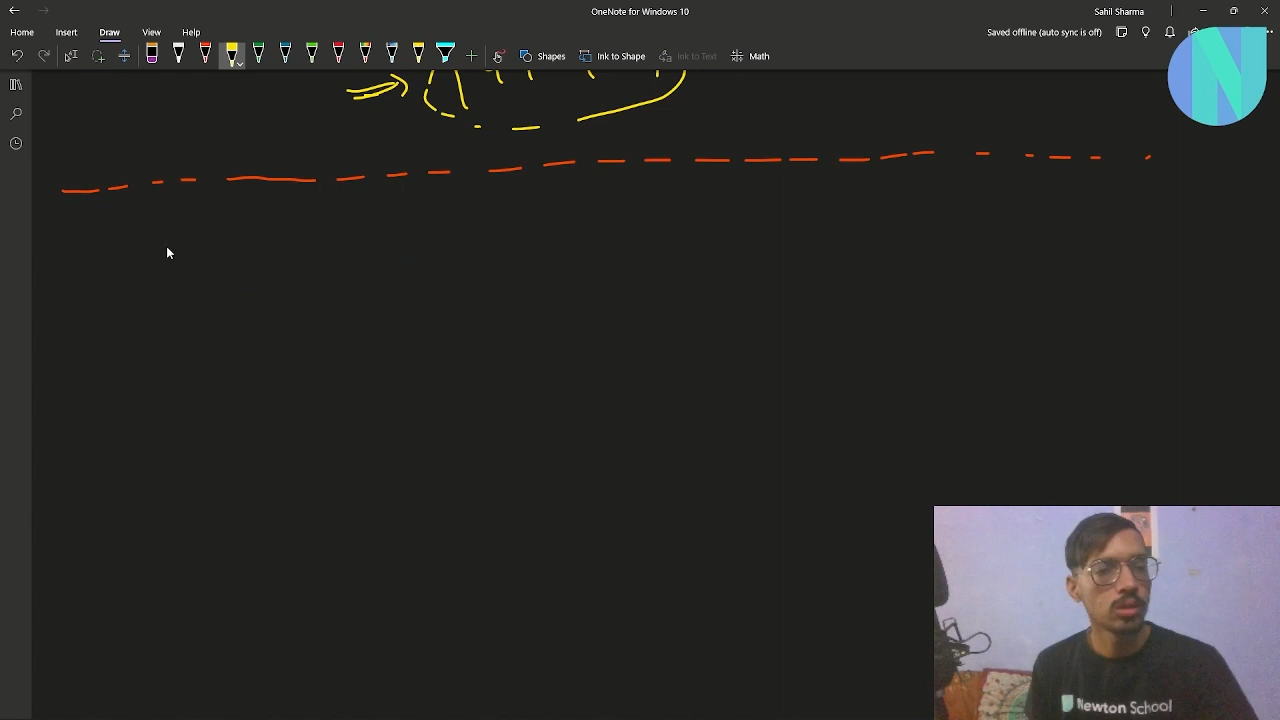 OneNote for Windows 10
Sahil Sharma
Home Insert Draw View Help
Saved offline (auto sync is off)
Shapes Ink to Shape Ink to Text Math
N
Newton School